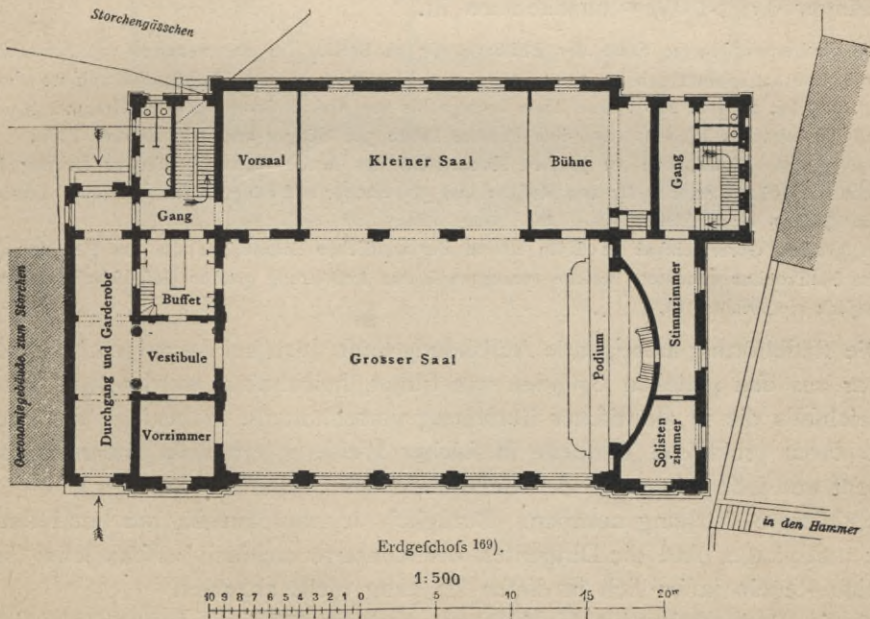 Storchengässchen
Vorsaal
Kleiner Saal
Bühne
Gang
Gang
Buffet
Oeconomiegebäude zum Storchen
Durchgang und Garderobe
Vestibule
Vorzimmer
Grosser Saal
Podium
Stimmzimmer
Solisten
zimmer
in den Hammer
Erdgeſchoſs 169).
1:500
10 9 8 7 6 5 4 3 2 1 0 5 10 15 20m